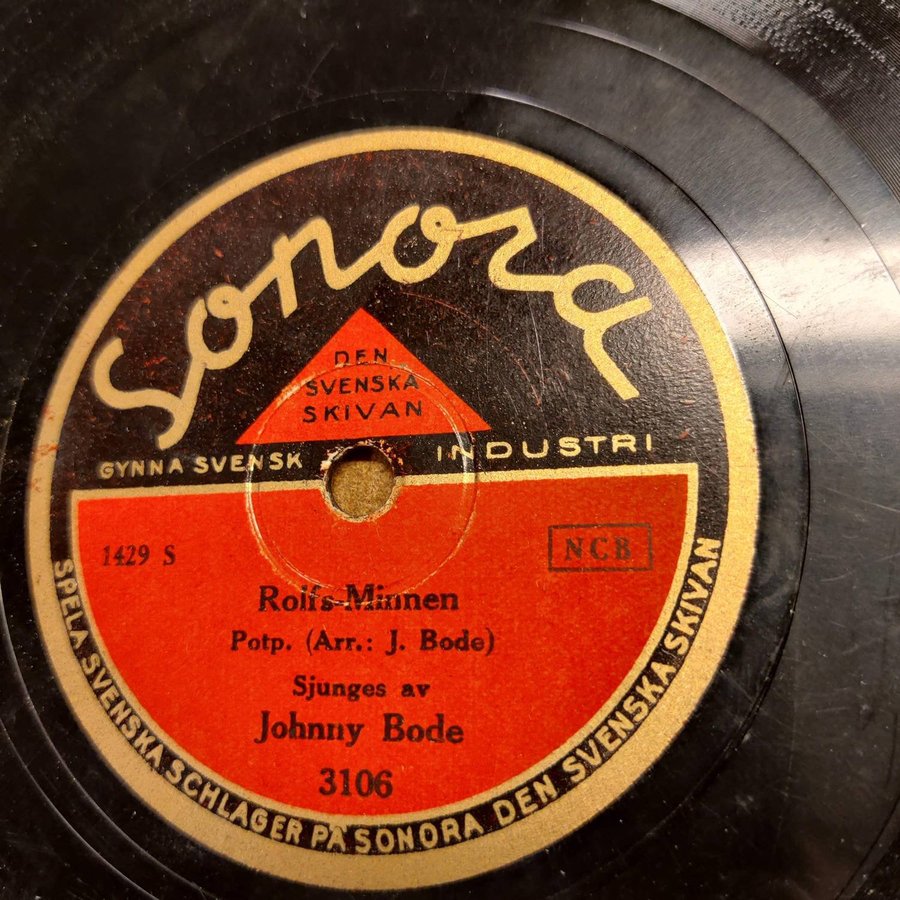 Sonora
DEN
SVENSKA
SKIVAN
GYNNA SVENSK INDUSTRI
1429 S
NCB
Rolfs-Minnen
Potp. (Arr.: J. Bode)
Sjunges av
Johnny Bode
3106
SPELA SVENSKA SCHLAGER PÅ SONORA DEN SVENSKA SKIVAN